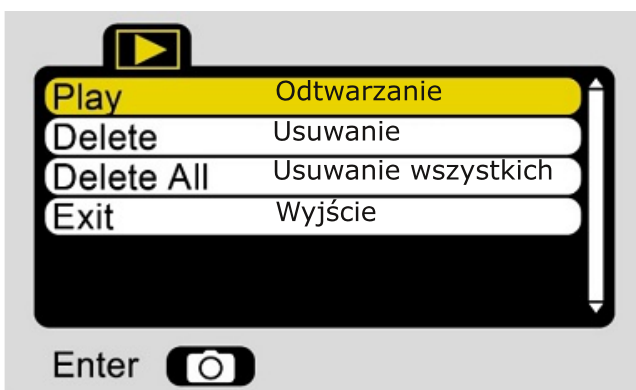 Play Odtwarzanie
Delete Usuwanie
Delete All Usuwanie wszystkich
Exit Wyjście
Enter